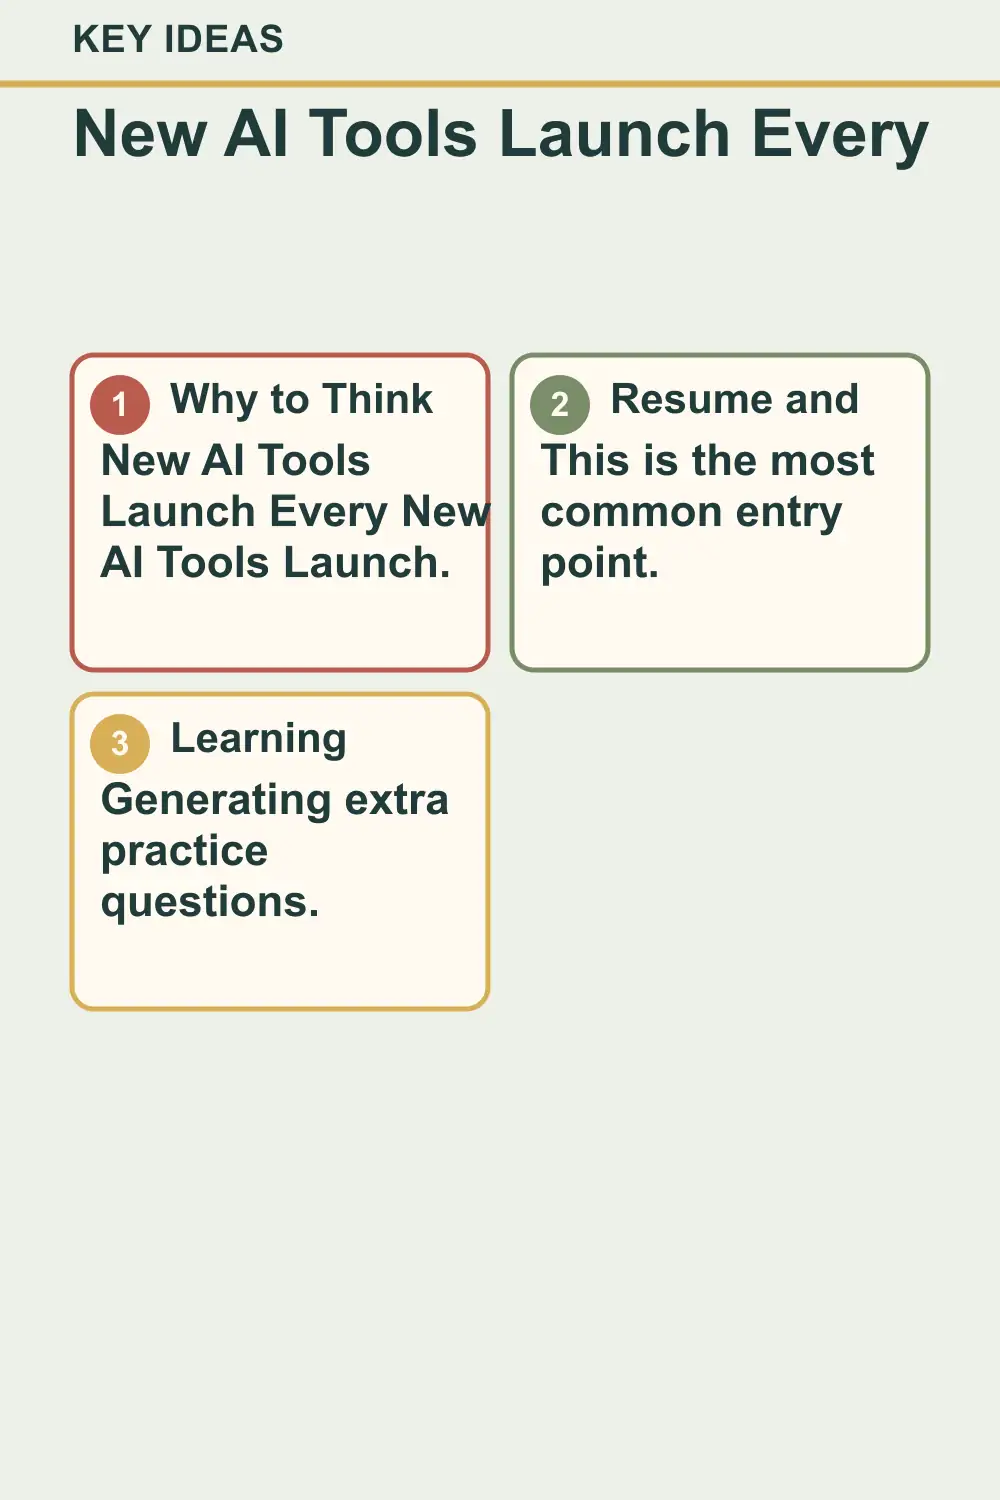 KEY IDEAS
New AI Tools Launch Every
1 Why to Think
New AI Tools
Launch Every New
AI Tools Launch.
2 Resume and
This is the most
common entry
point.
3 Learning
Generating extra
practice
questions.